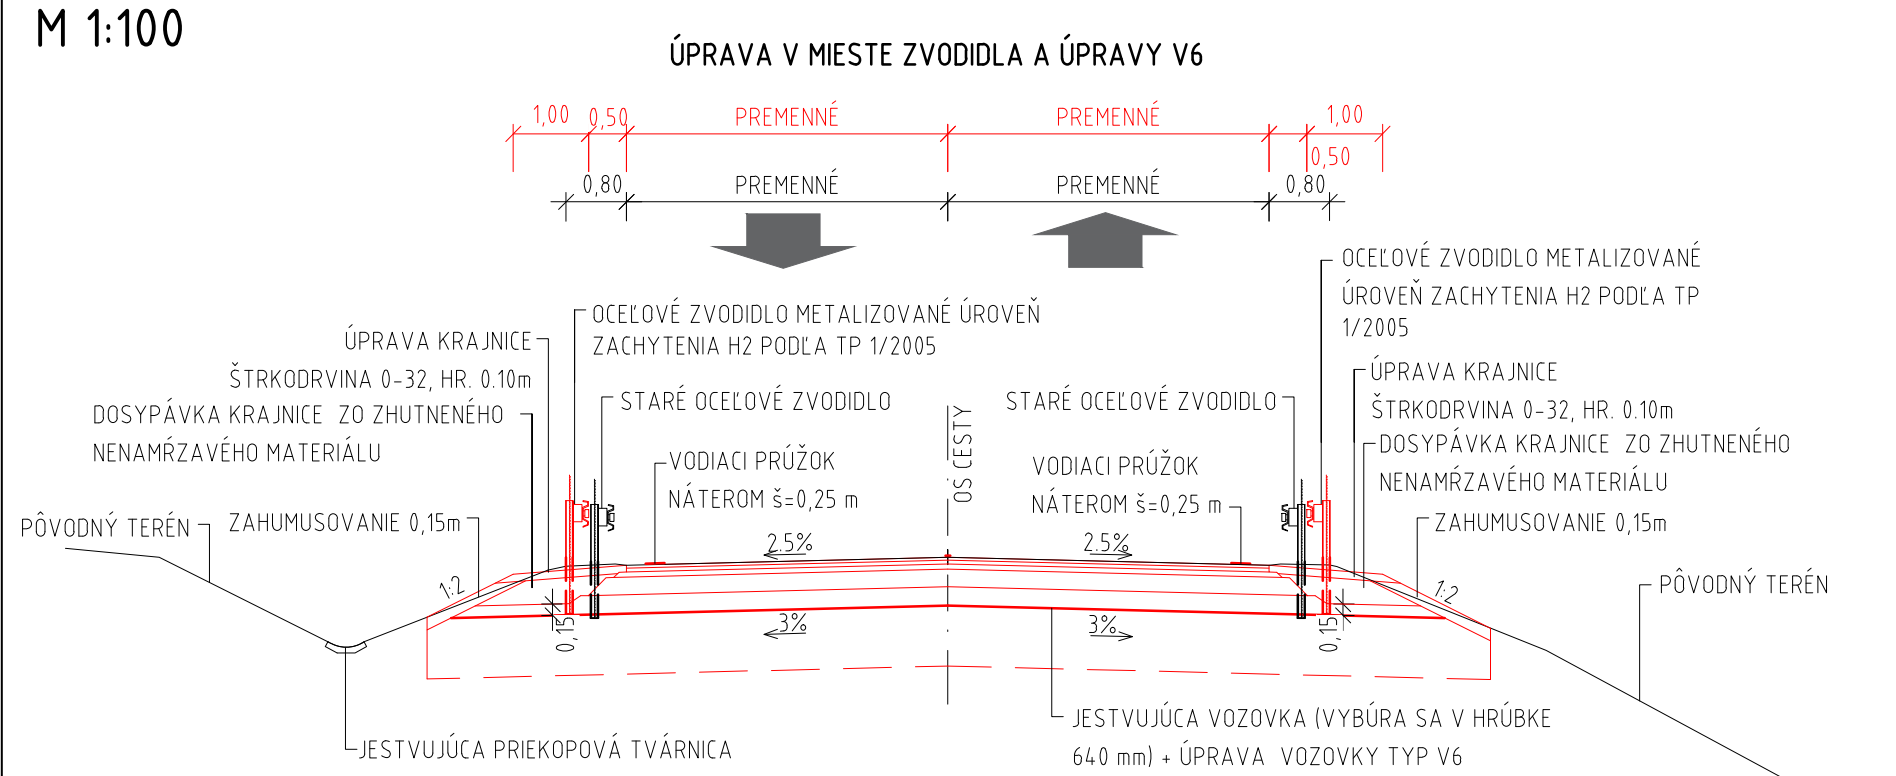 M 1:100
ÚPRAVA V MIESTE ZVODIDLA A ÚPRAVY V6
1,00
0,50
PREMENNÉ
PREMENNÉ
1,00
0,50
0,80
PREMENNÉ
PREMENNÉ
0,80
OCEĽOVÉ ZVODIDLO METALIZOVANÉ
ÚROVEŇ ZACHYTENIA H2 PODĽA TP
1/2005
OCEĽOVÉ ZVODIDLO METALIZOVANÉ ÚROVEŇ
ZACHYTENIA H2 PODĽA TP 1/2005
ÚPRAVA KRAJNICE
ŠTRKODRVINA 0-32, HR. 0.10m
ÚPRAVA KRAJNICE
ŠTRKODRVINA 0-32, HR. 0.10m
DOSYPÁVKA KRAJNICE ZO ZHUTNENÉHO
NENAMŔZAVÉHO MATERIÁLU
STARÉ OCEĽOVÉ ZVODIDLO
STARÉ OCEĽOVÉ ZVODIDLO
OS CESTY
DOSYPÁVKA KRAJNICE ZO ZHUTNENÉHO
NENAMŔZAVÉHO MATERIÁLU
VODIACI PRÚŽOK
NÁTEROM š=0,25 m
VODIACI PRÚŽOK
NÁTEROM š=0,25 m
PÔVODNÝ TERÉN
ZAHUMUSOVANIE 0,15m
ZAHUMUSOVANIE 0,15m
2.5%
2.5%
1:2
1:2
PÔVODNÝ TERÉN
0,15
3%
3%
0,15
JESTVUJÚCA PRIEKOPOVÁ TVÁRNICA
JESTVUJÚCA VOZOVKA (VYBÚRA SA V HRÚBKE
640 mm) + ÚPRAVA VOZOVKY TYP V6